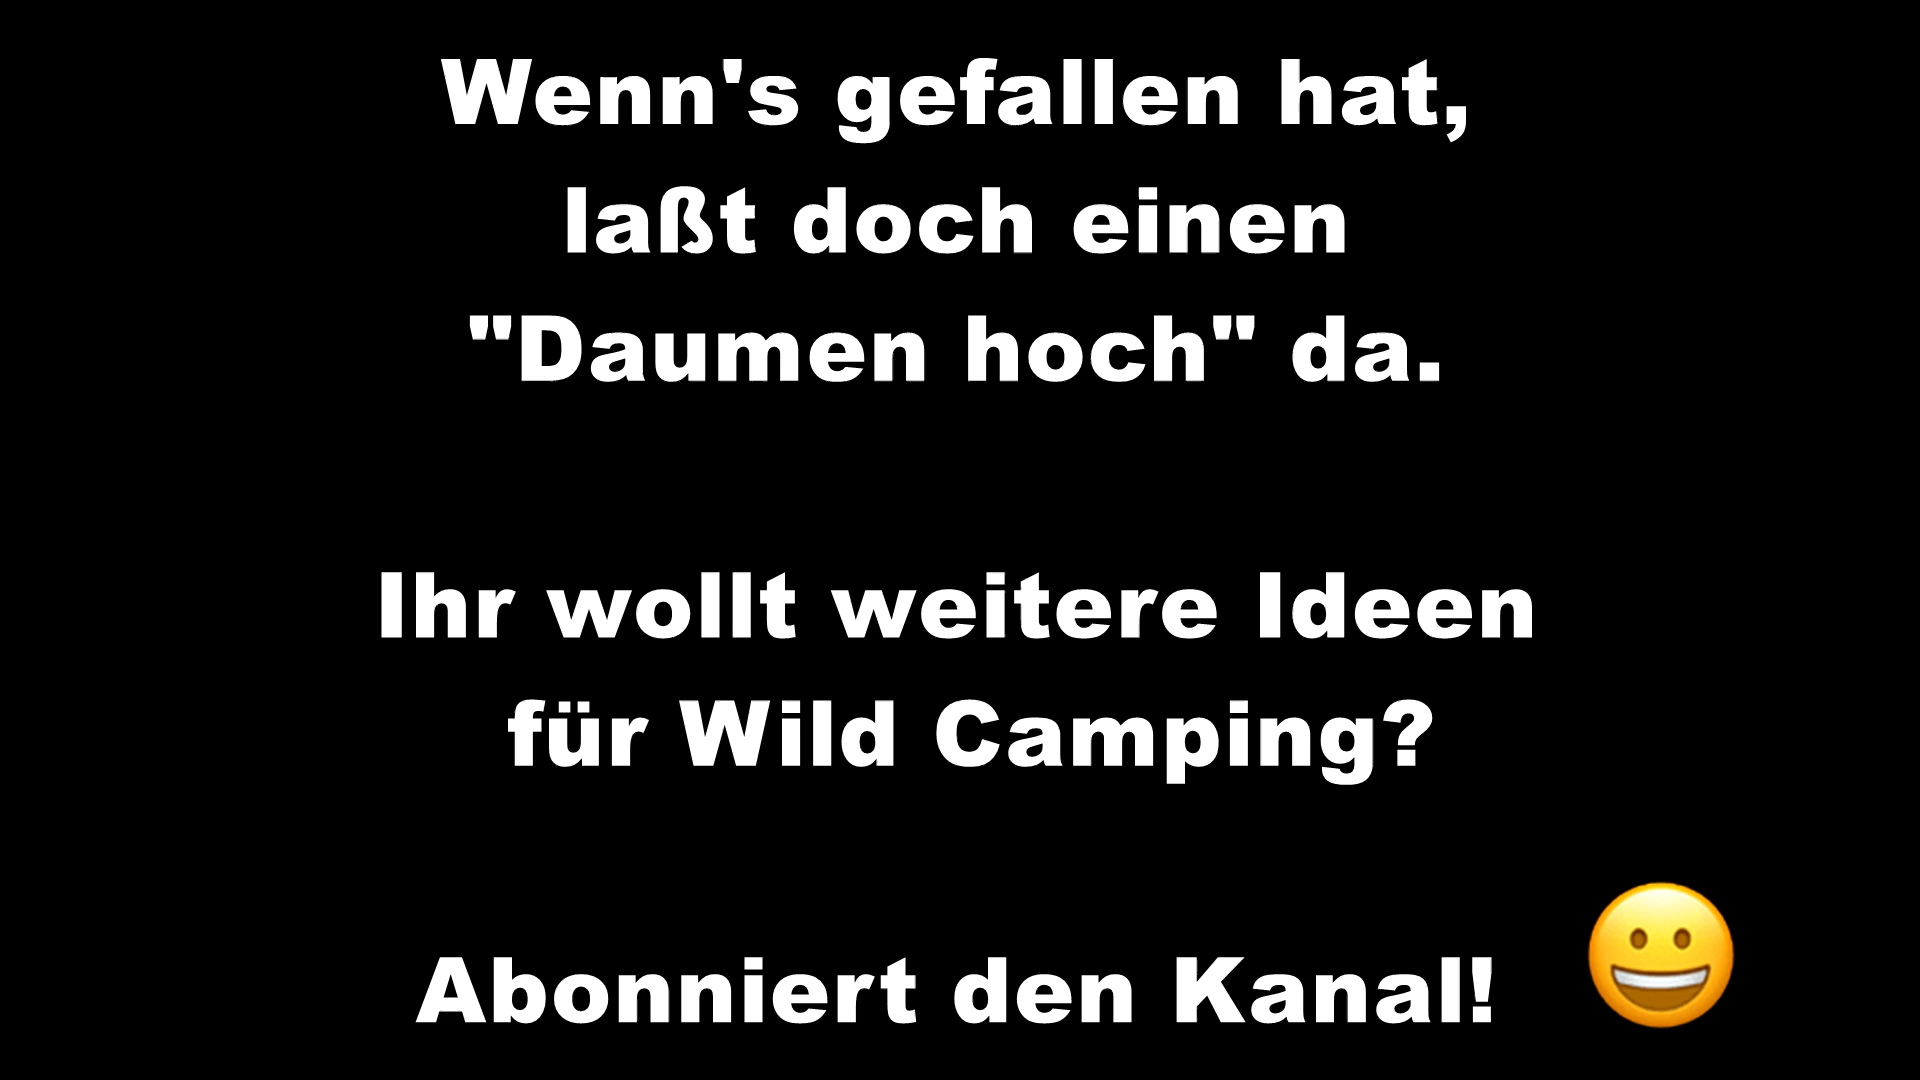 Wenn's gefallen hat,
laßt doch einen
"Daumen hoch" da.
Ihr wollt weitere Ideen
für Wild Camping?
Abonniert den Kanal!